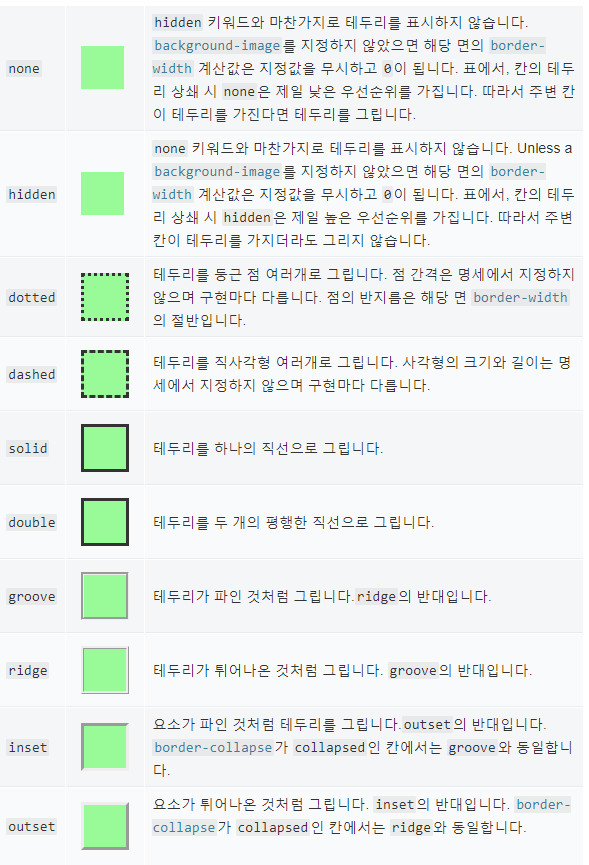 none
hidden 키워드와 마찬가지로 테두리를 표시하지 않습니다.
background-image를 지정하지 않았으면 해당 면의 border-
width 계산값은 지정값을 무시하고 0이 됩니다. 표에서, 칸의 테두
리 상쇄 시 none은 제일 낮은 우선순위를 가집니다. 따라서 주변 칸
이 테두리를 가진다면 테두리를 그립니다.
hidden
none 키워드와 마찬가지로 테두리를 표시하지 않습니다. Unless a
background-image를 지정하지 않았으면 해당 면의 border-
width 계산값은 지정값을 무시하고 0이 됩니다. 표에서, 칸의 테두
리 상쇄 시 hidden은 제일 높은 우선순위를 가집니다. 따라서 주변
칸이 테두리를 가지더라도 그리지 않습니다.
dotted
테두리를 둥근 점 여러개로 그립니다. 점 간격은 명세에서 지정하지
않으며 구현마다 다릅니다. 점의 반지름은 해당 면 border-width
의 절반입니다.
dashed
테두리를 직사각형 여러개로 그립니다. 사각형의 크기와 길이는 명
세에서 지정하지 않으며 구현마다 다릅니다.
solid
테두리를 하나의 직선으로 그립니다.
double
테두리를 두 개의 평행한 직선으로 그립니다.
groove
테두리가 파인 것처럼 그립니다.ridge의 반대입니다.
ridge
테두리가 튀어나온 것처럼 그립니다. groove의 반대입니다.
inset
요소가 파인 것처럼 테두리를 그립니다.outset의 반대입니다.
border-collapse가 collapsed인 칸에서는 groove와 동일합니
다.
outset
요소가 튀어나온 것처럼 그립니다. inset의 반대입니다. border-
collapse가 collapsed인 칸에서는 ridge와 동일합니다.